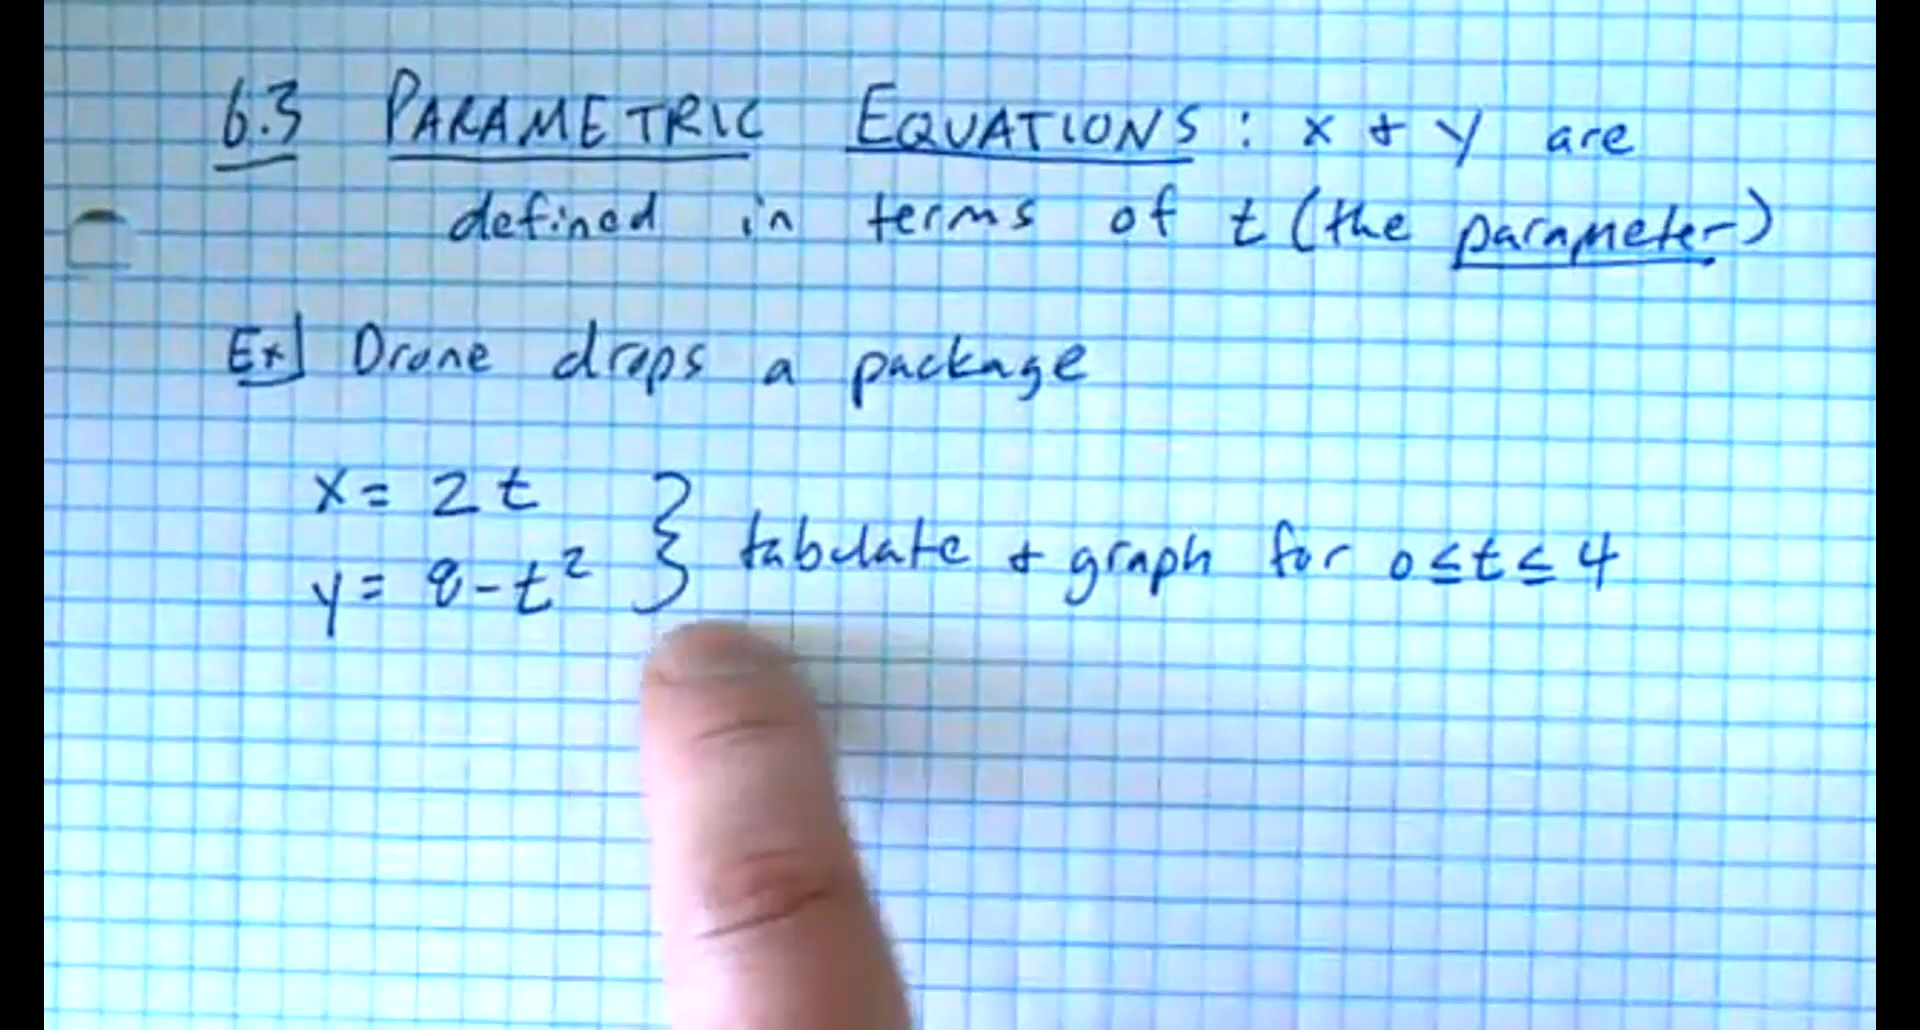 6.3 PARAMETRIC EQUATIONS: x + y are
defined in terms of t (the parameter)
Ex] Drone drops a package
x = 2t
y = 8 - t² } tabulate + graph for 0 ≤ t ≤ 4